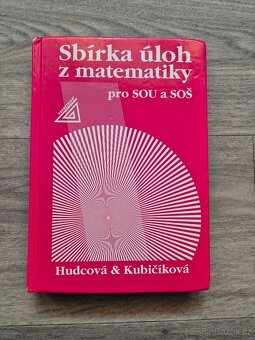 Sbírka úloh
z matematiky
pro SOU a SOŠ
Hudcová & Kubičíková